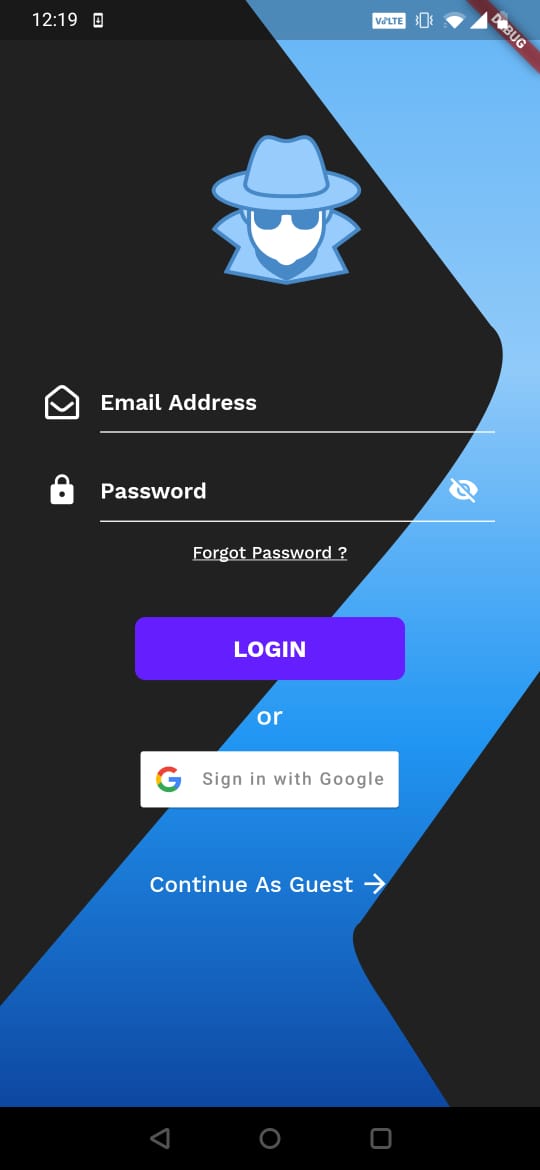 12:19
VoLTE
DEBUG
Email Address
Password
Forgot Password ?
LOGIN
or
Sign in with Google
Continue As Guest